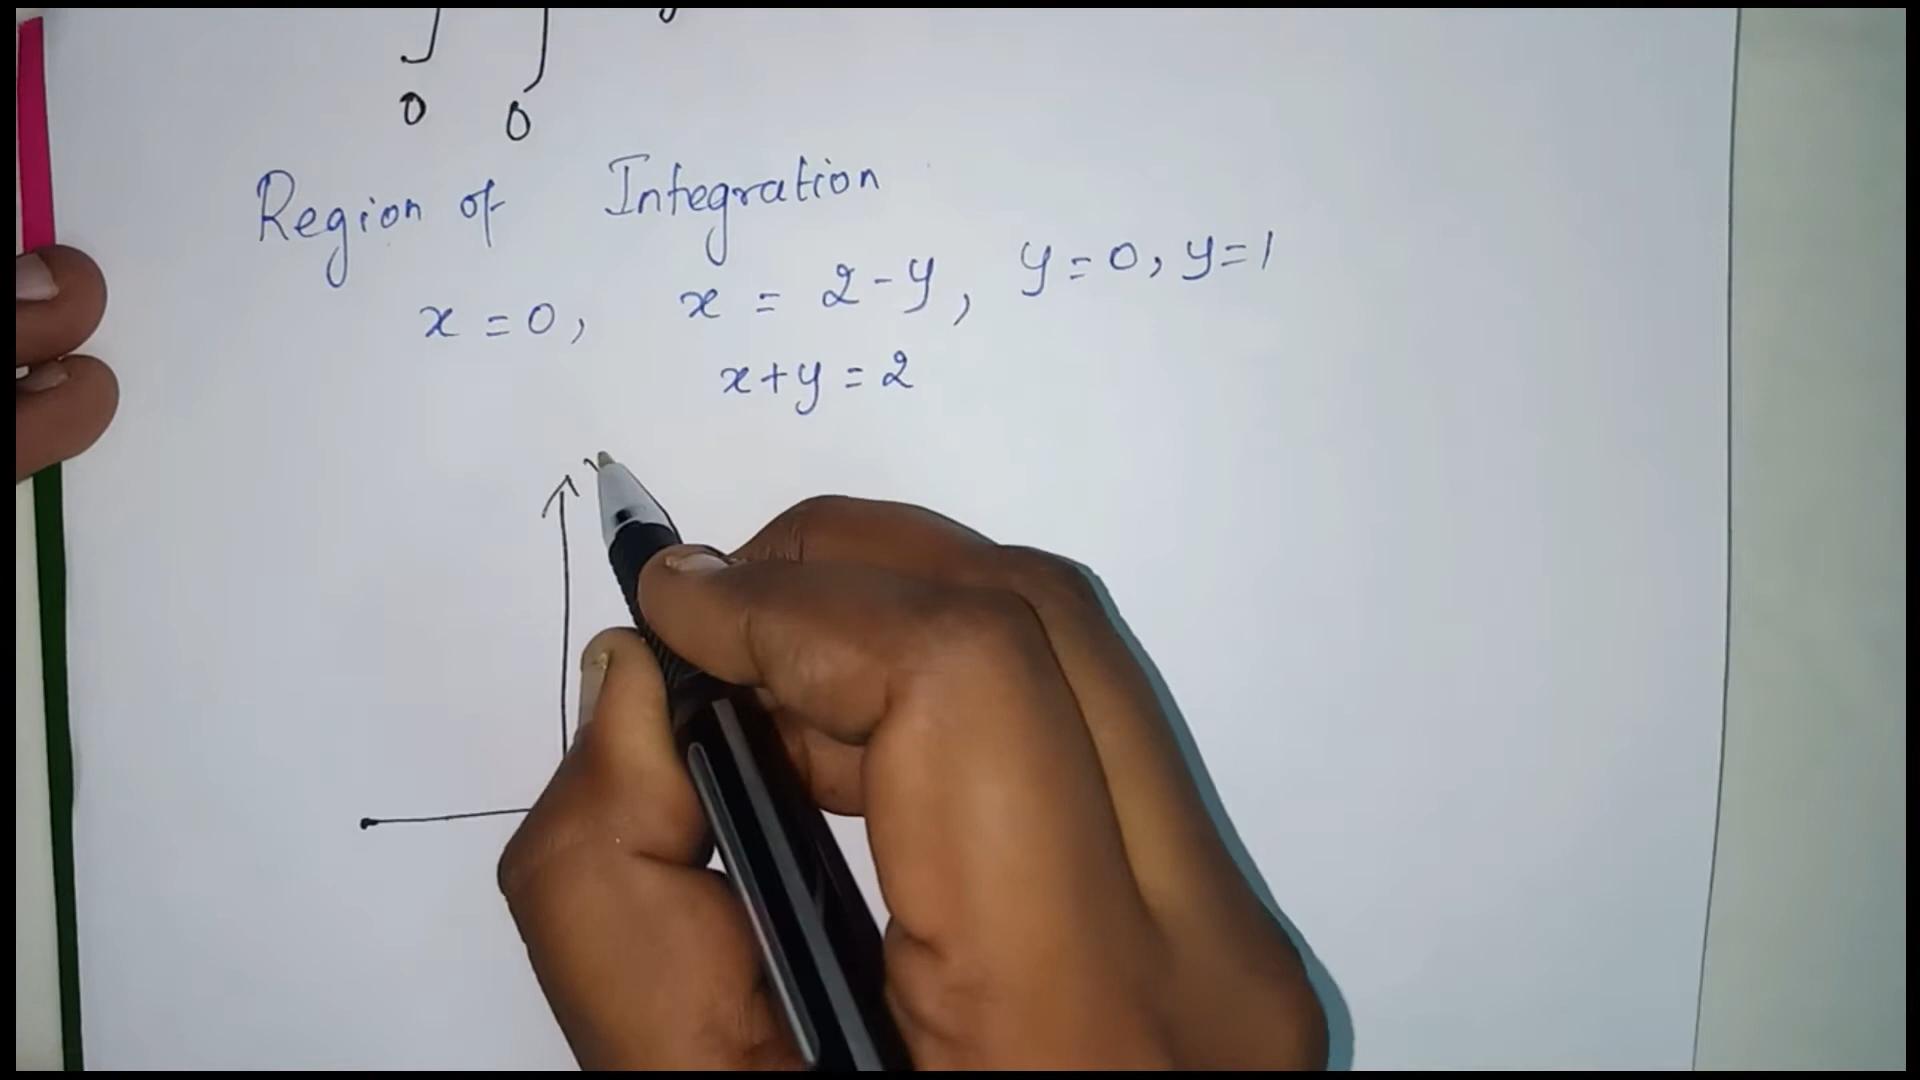 0 0
Region of Integration
x = 0, x = 2-y, y = 0, y = 1
x+y = 2